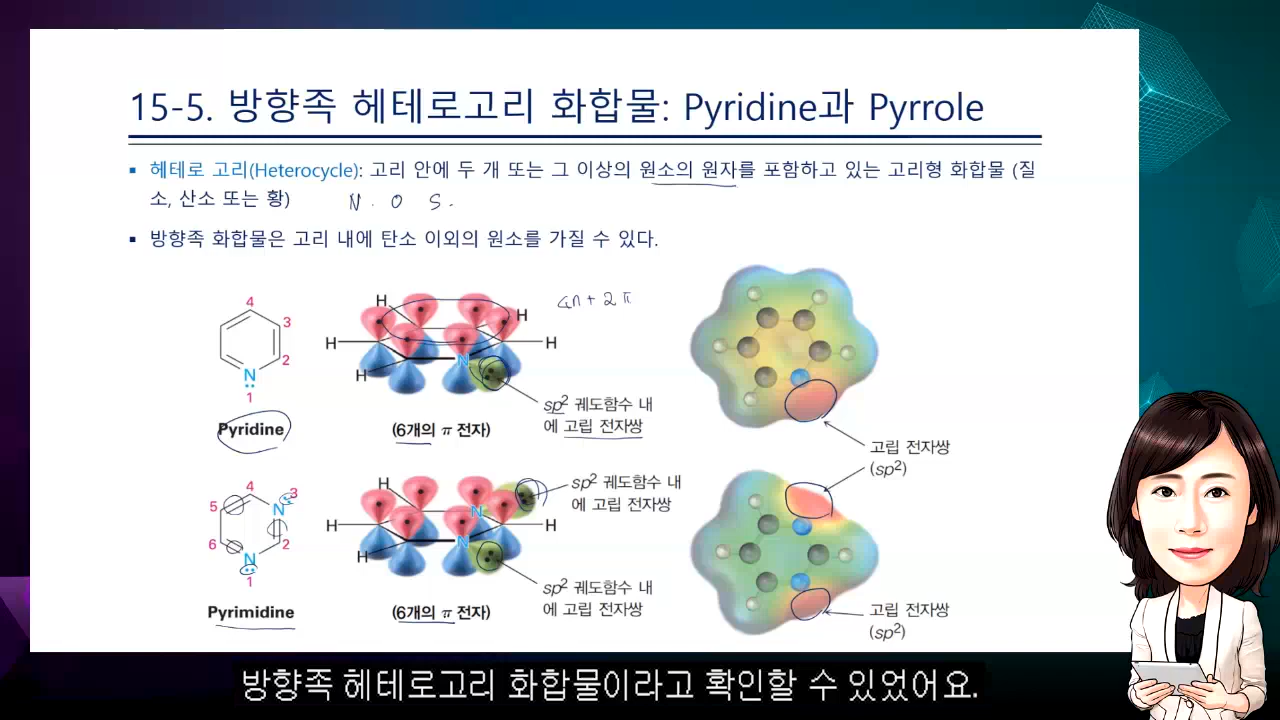 15-5. 방향족 헤테로고리 화합물: Pyridine과 Pyrrole
▪ 헤테로 고리(Heterocycle): 고리 안에 두 개 또는 그 이상의 원소의 원자를 포함하고 있는 고리형 화합물 (질
소, 산소 또는 황) N. O S.
▪ 방향족 화합물은 고리 내에 탄소 이외의 원소를 가질 수 있다.
4
3
2
N
1
Pyridine
H
H
H
H
N
H
4n+2 π
sp2 궤도함수 내
에 고립 전자쌍
(6개의 π 전자)
고립 전자쌍
(sp2)
4
3
5
N
6
2
N
1
Pyrimidine
H
N
H
H
N
H
sp2 궤도함수 내
에 고립 전자쌍
sp2 궤도함수 내
에 고립 전자쌍
(6개의 π 전자)
고립 전자쌍
(sp2)
방향족 헤테로고리 화합물이라고 확인할 수 있었어요.